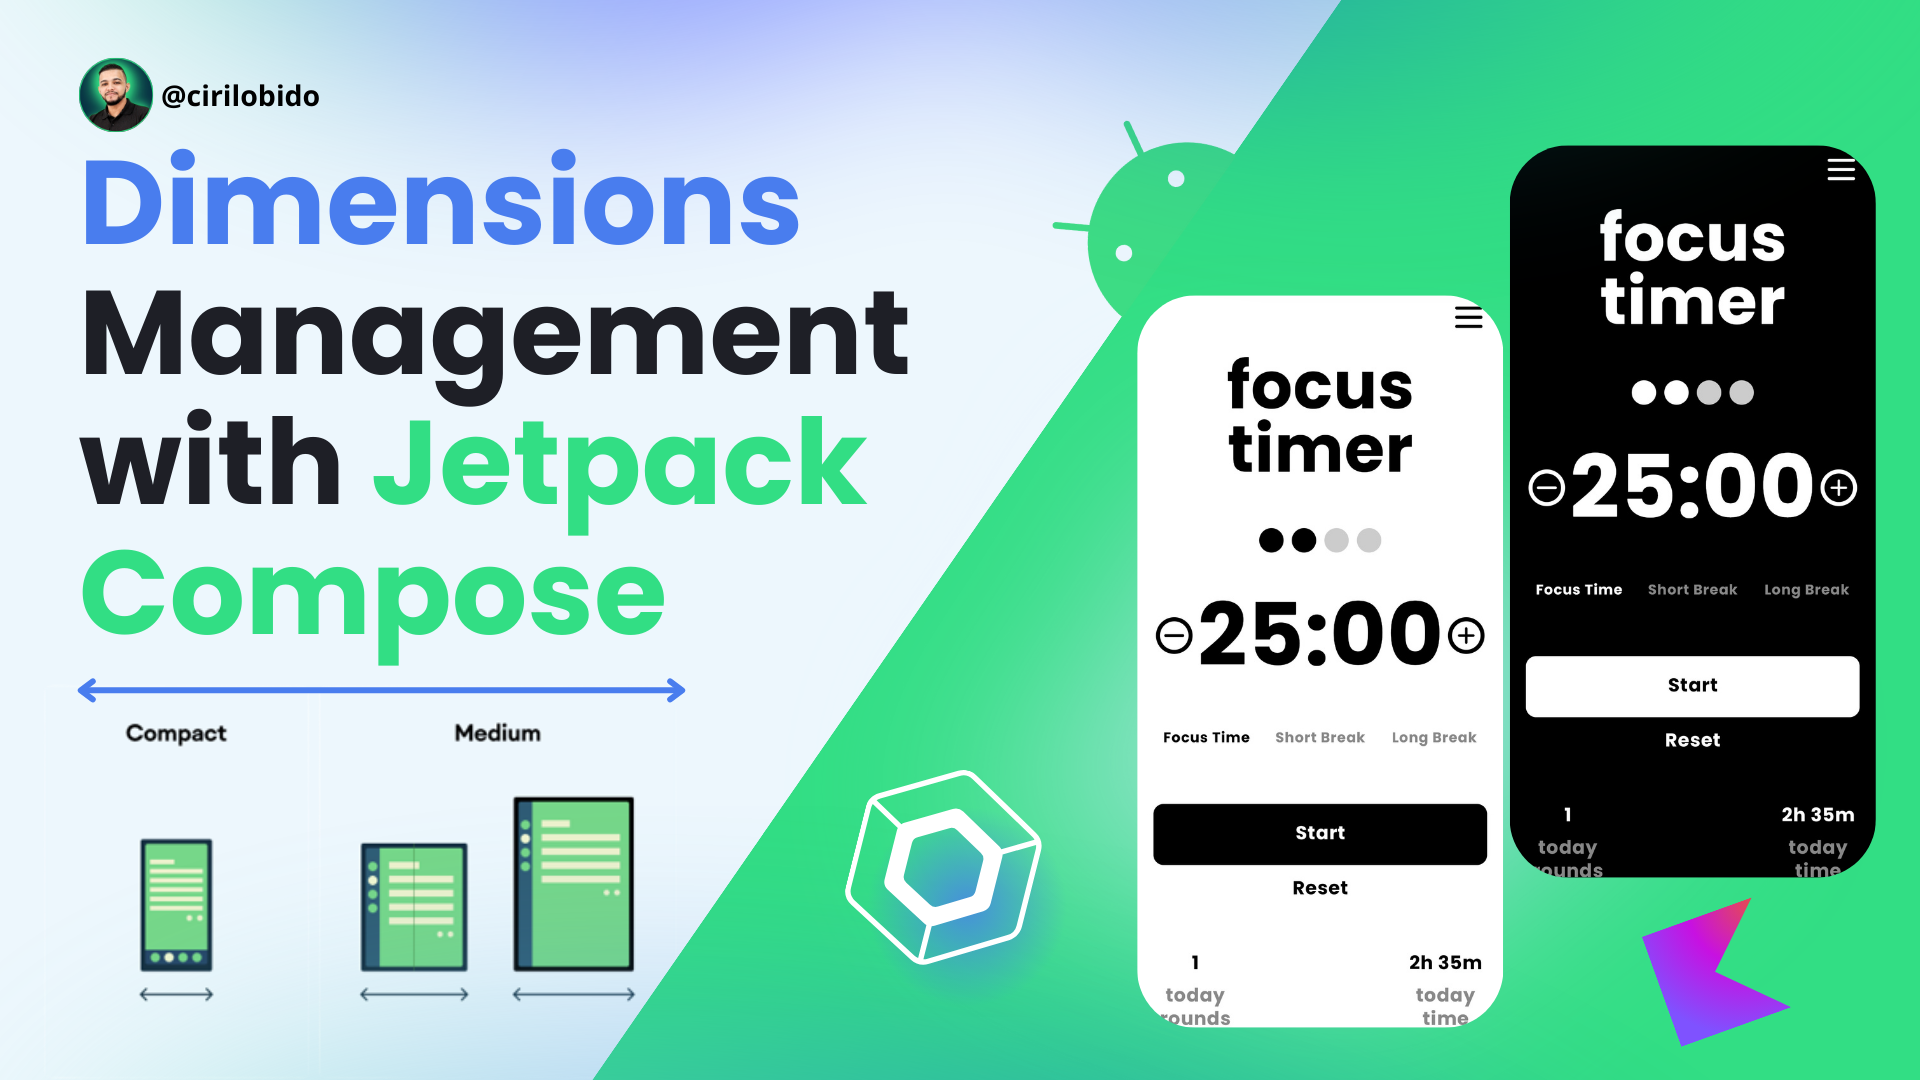 @cirilobido
Dimensions
Management
with Jetpack
Compose
Compact
Medium
focus
timer
25:00
Focus Time Short Break Long Break
Start
Reset
1 2h 35m
today today
rounds time
focus
timer
25:00
Focus Time Short Break Long Break
Start
Reset
1 2h 35m
today today
rounds time